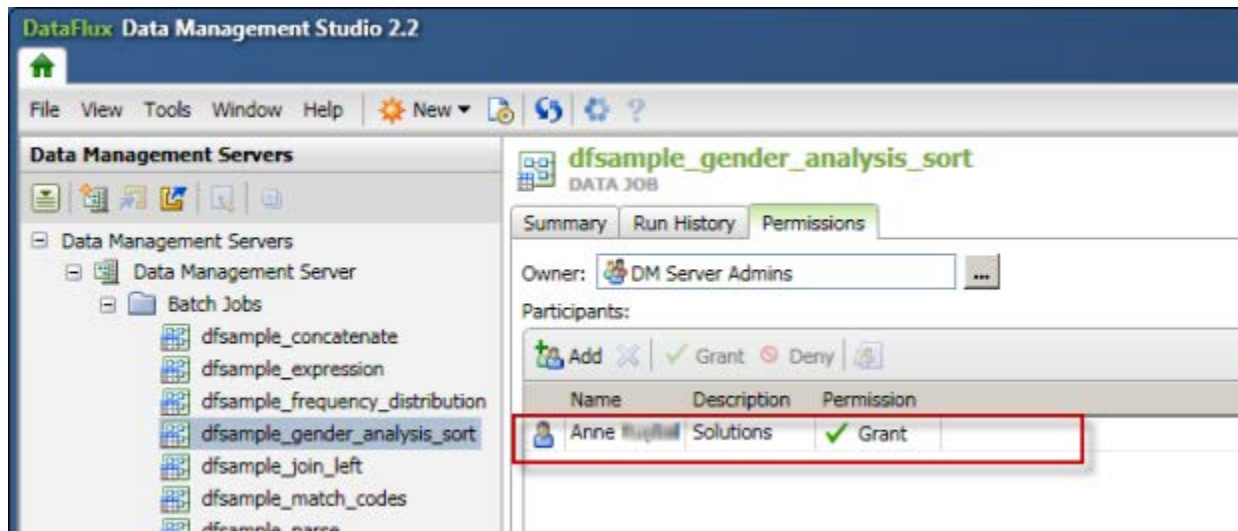 DataFlux Data Management Studio 2.2
File View Tools Window Help New ?
Data Management Servers
Data Management Servers
Data Management Server
Batch Jobs
dfsample_concatenate
dfsample_expression
dfsample_frequency_distribution
dfsample_gender_analysis_sort
dfsample_join_left
dfsample_match_codes
dfsample_parse
dfsample_gender_analysis_sort
DATA JOB
Summary Run History Permissions
Owner: DM Server Admins ...
Participants:
Add Grant Deny
Name Description Permission
Anne Solutions Grant